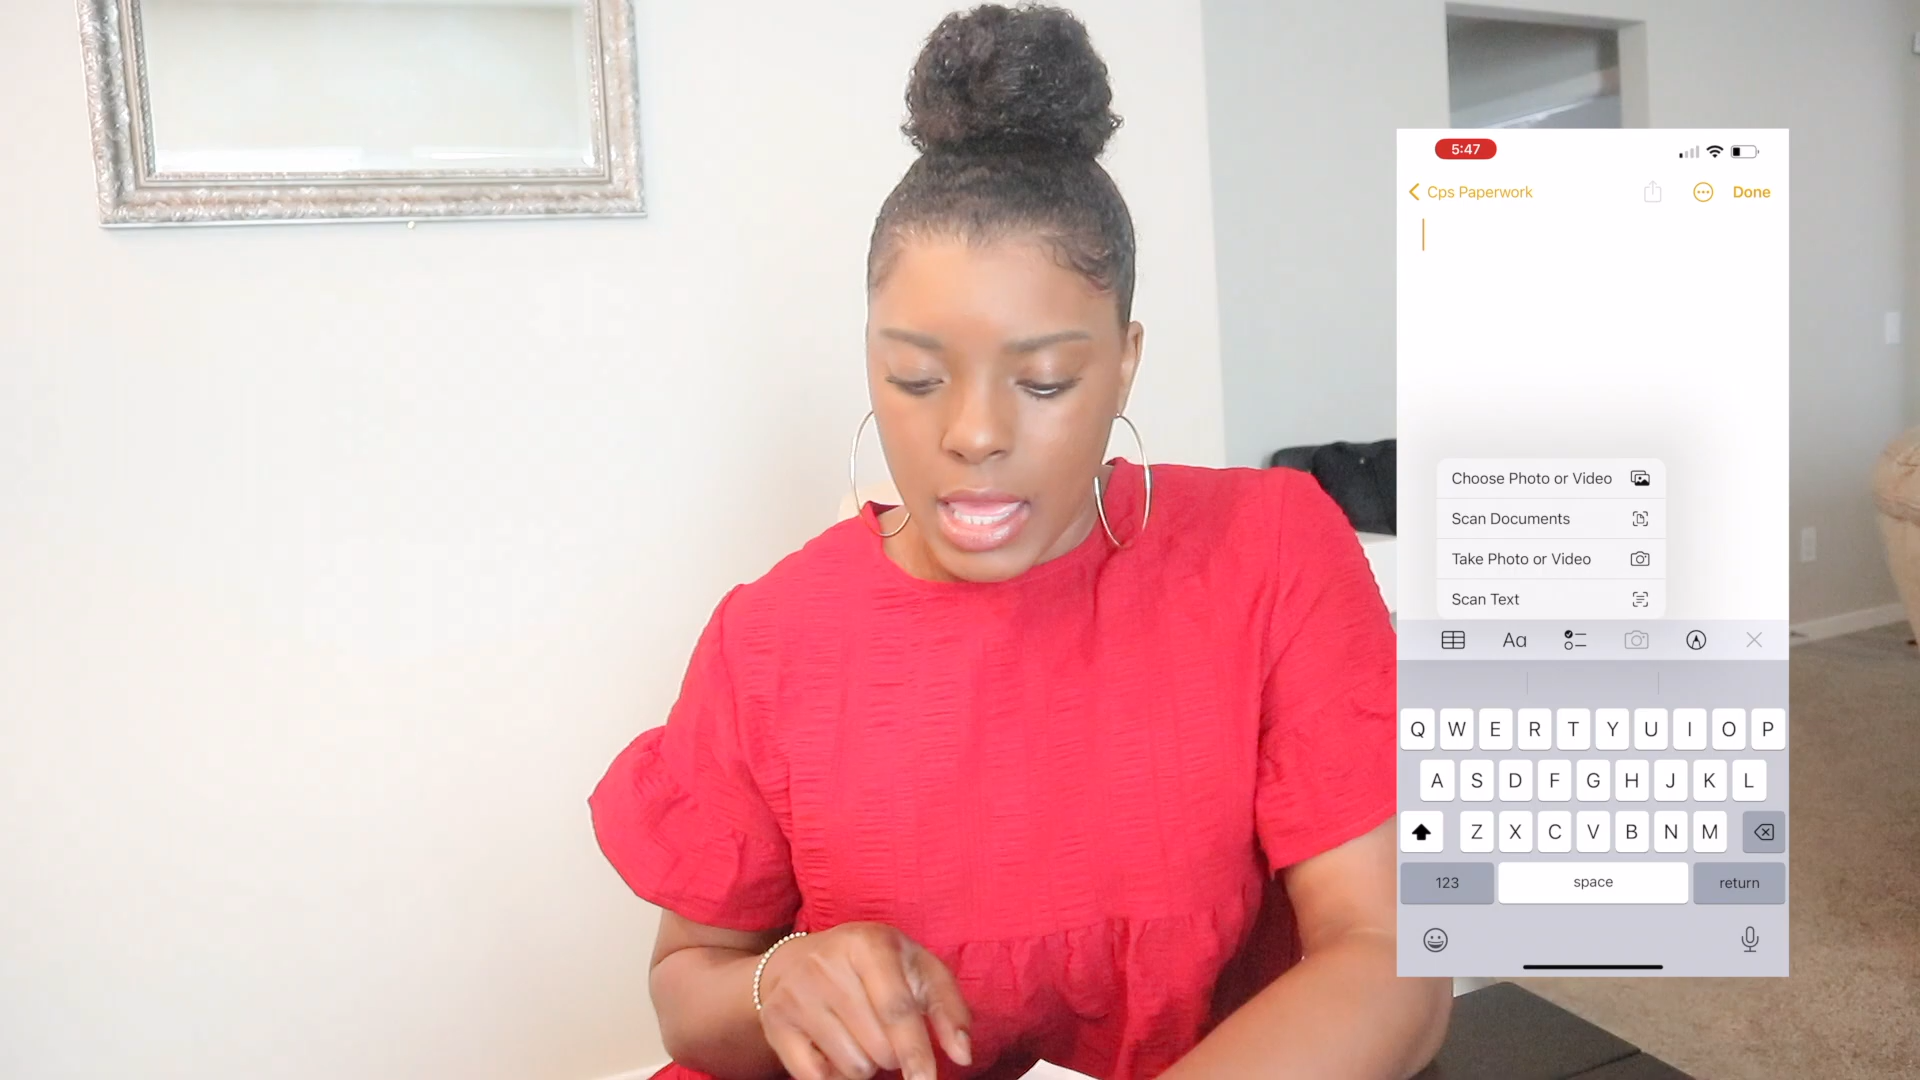 5:47
Cps Paperwork
Done
Choose Photo or Video
Scan Documents
Take Photo or Video
Scan Text
Aa
Q W E R T Y U I O P
A S D F G H J K L
Z X C V B N M
123 space return